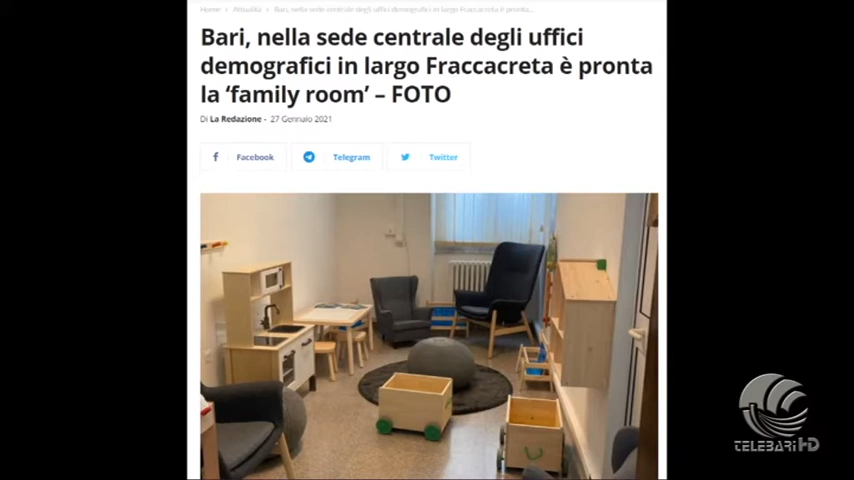 Home › Attualità › Bari, nella sede centrale degli uffici demografici in largo Fraccacreta è pronta...
Bari, nella sede centrale degli uffici
demografici in largo Fraccacreta è pronta
la ‘family room’ – FOTO
Di La Redazione - 27 Gennaio 2021
Facebook Telegram Twitter
TELEBARI HD